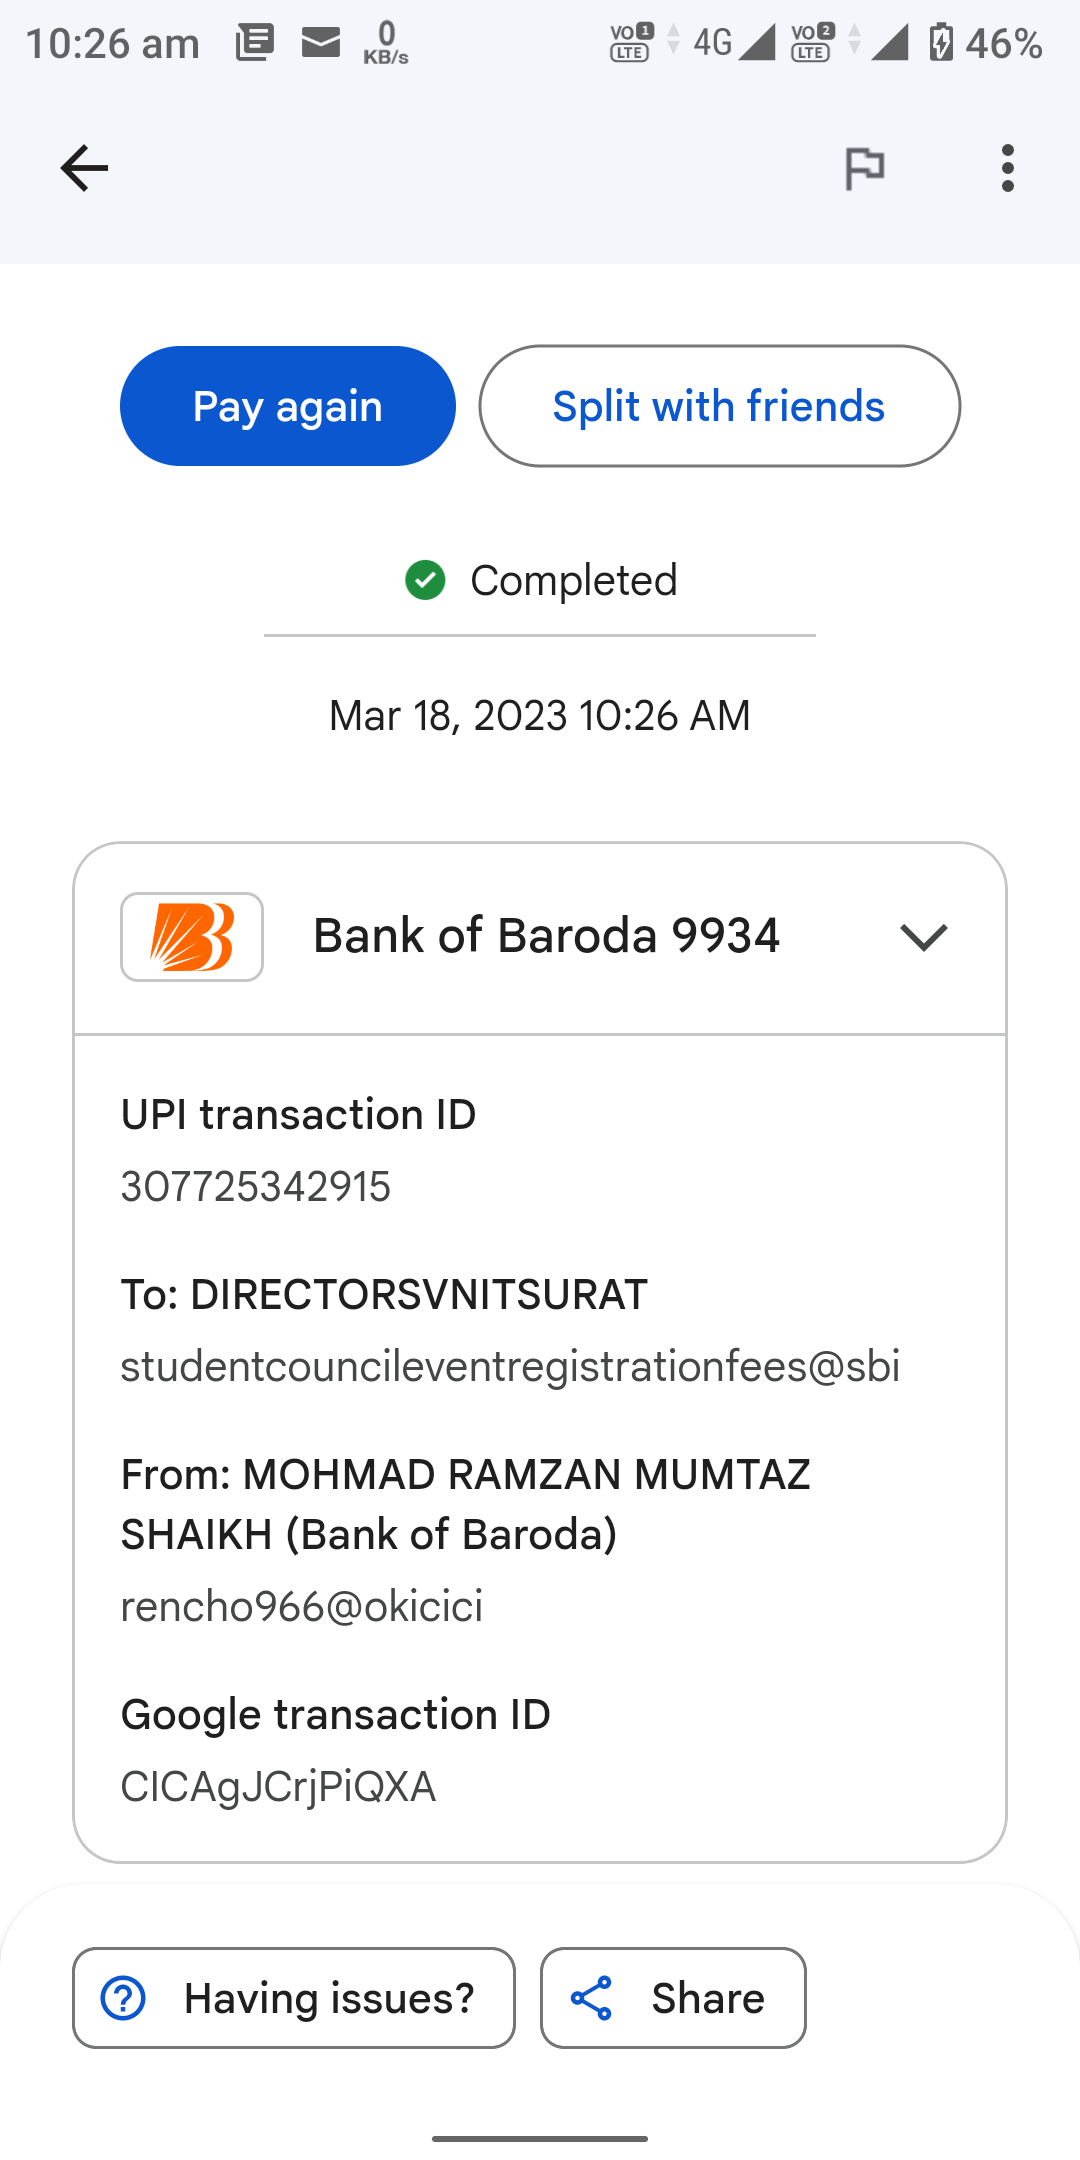 10:26 am 0 KB/s VO 1 LTE 4G VO 2 LTE 46%
Pay again Split with friends
Completed
Mar 18, 2023 10:26 AM
Bank of Baroda 9934
UPI transaction ID
307725342915
To: DIRECTORSVNITSURAT
studentcouncileventregistrationfees@sbi
From: MOHMAD RAMZAN MUMTAZ
SHAIKH (Bank of Baroda)
rencho966@okicici
Google transaction ID
CICAgJCrjPiQXA
Having issues? Share